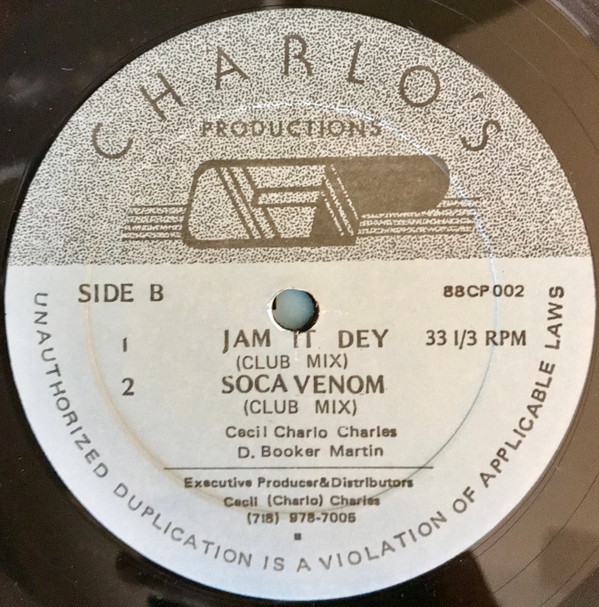 CHARLO'S
PRODUCTIONS
SIDE B
88CP002
1 JAM IT DEY 33 1/3 RPM
(CLUB MIX)
2 SOCA VENOM
(CLUB MIX)
Cecil Charlo Charles
D. Booker Martin
Executive Producer&Distributors
Cecil (Charlo) Charles
(718) 978-7005
UNAUTHORIZED DUPLICATION IS A VIOLATION OF APPLICABLE LAWS